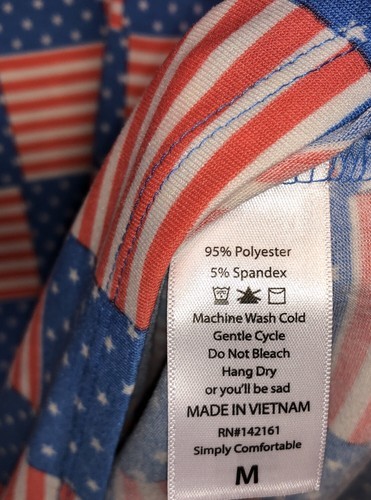 95% Polyester
5% Spandex
Machine Wash Cold
Gentle Cycle
Do Not Bleach
Hang Dry
or you'll be sad
MADE IN VIETNAM
RN#142161
Simply Comfortable
M